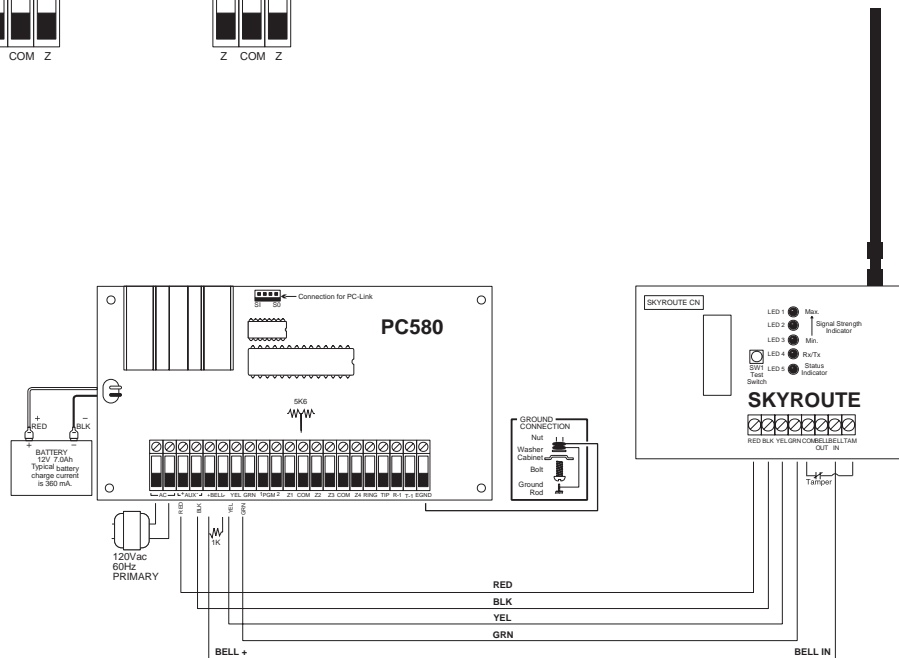 COM Z
Z COM Z
SI SO
Connection for PC-Link
PC580
5K6
+ RED
– BLK
+ –
BATTERY
12V 7.0Ah
Typical battery
charge current
is 360 mA.
AC + AUX - +BELL- YEL GRN 1 PGM 2 Z1 COM Z2 Z3 COM Z4 RING TIP R-1 T-1 EGND
RED BLK YEL GRN
1K
120Vac
60Hz
PRIMARY
GROUND
CONNECTION
Nut
Washer
Cabinet
Bolt
Ground
Rod
SKYROUTE CN
LED 1 Max.
LED 2 Signal Strength
Indicator
LED 3 Min.
LED 4 Rx/Tx
LED 5 Status
Indicator
SW1
Test
Switch
SKYROUTE
RED BLK YEL GRN COM BELL OUT BELL IN TAM
Tamper
RED
BLK
YEL
GRN
BELL + BELL IN